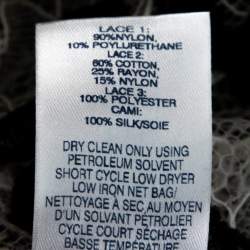 LACE 1:
90%NYLON,
10% POYLURETHANE
LACE 2:
60% COTTON,
25% RAYON,
15% NYLON
LACE 3:
100% POLYESTER
CAMI:
100% SILK/SOIE
DRY CLEAN ONLY USING
PETROLEUM SOLVENT
SHORT CYCLE LOW DRYER
LOW IRON NET BAG/
NETTOYAGE À SEC AU MOYEN
D'UN SOLVANT PÉTROLIER
CYCLE COURT SÉCHAGE
BASSE TEMPÉRATURE